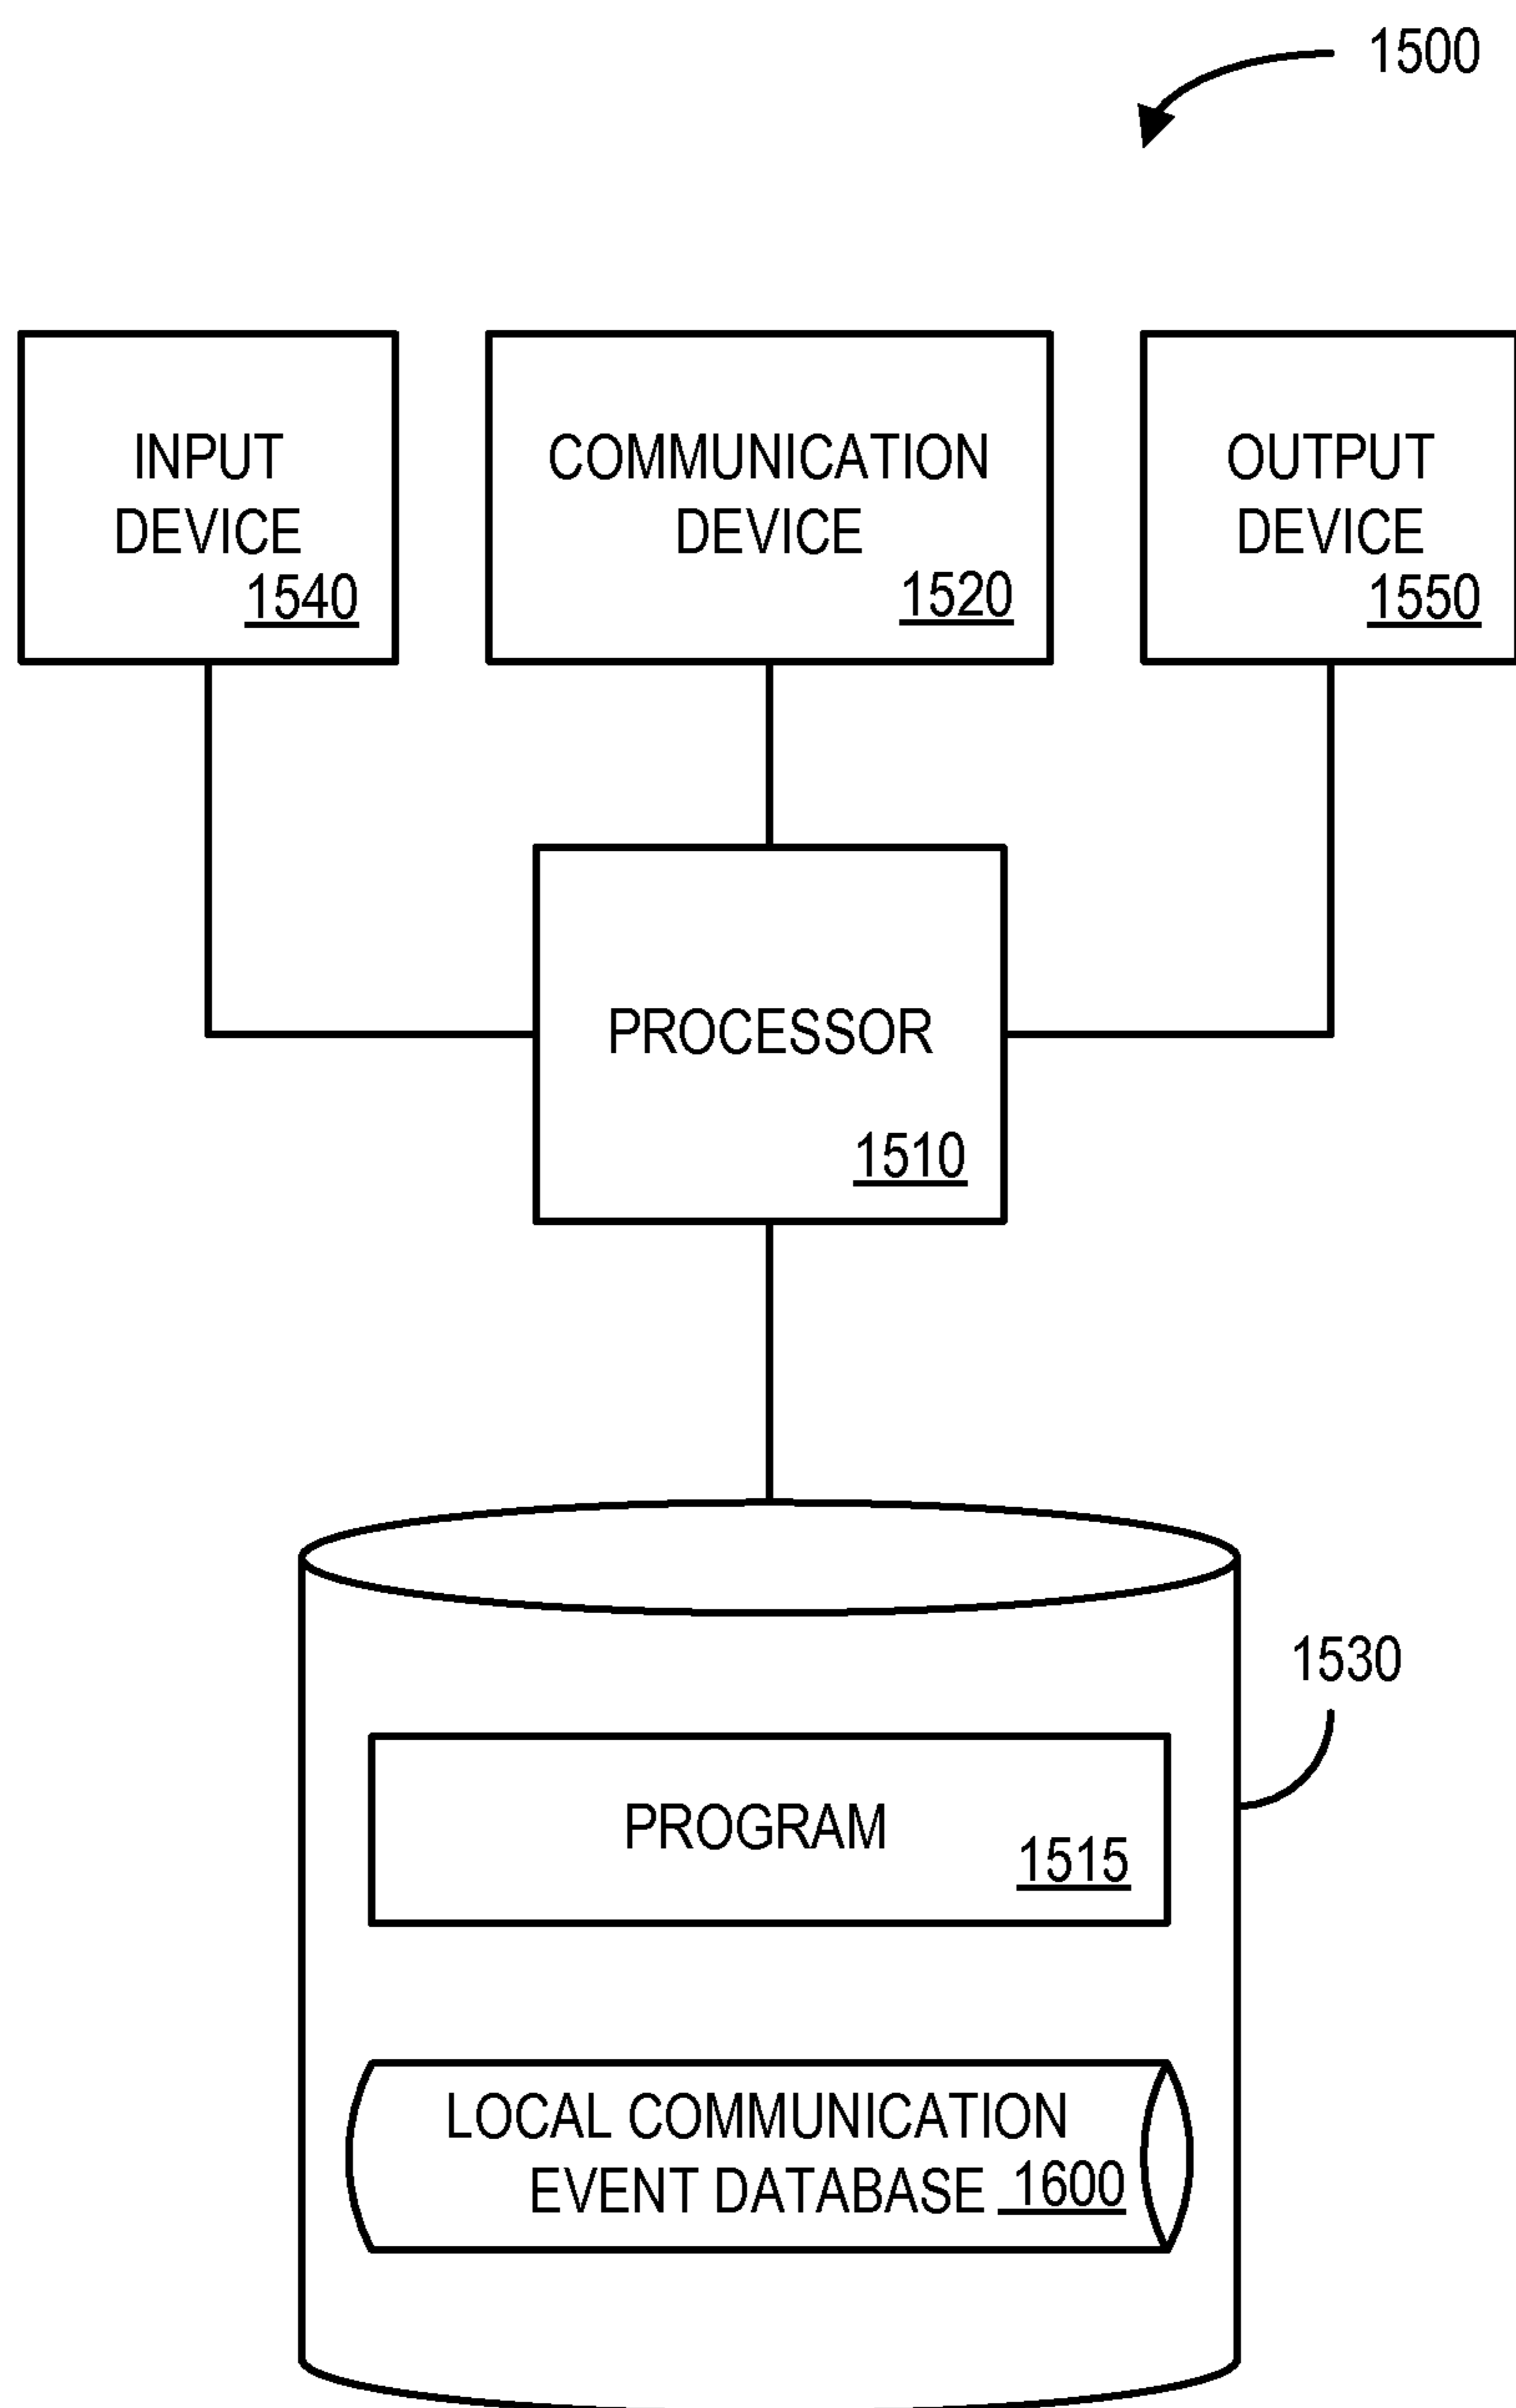 1500
INPUT
DEVICE
1540
COMMUNICATION
DEVICE
1520
OUTPUT
DEVICE
1550
PROCESSOR
1510
1530
PROGRAM
1515
LOCAL COMMUNICATION
EVENT DATABASE 1600